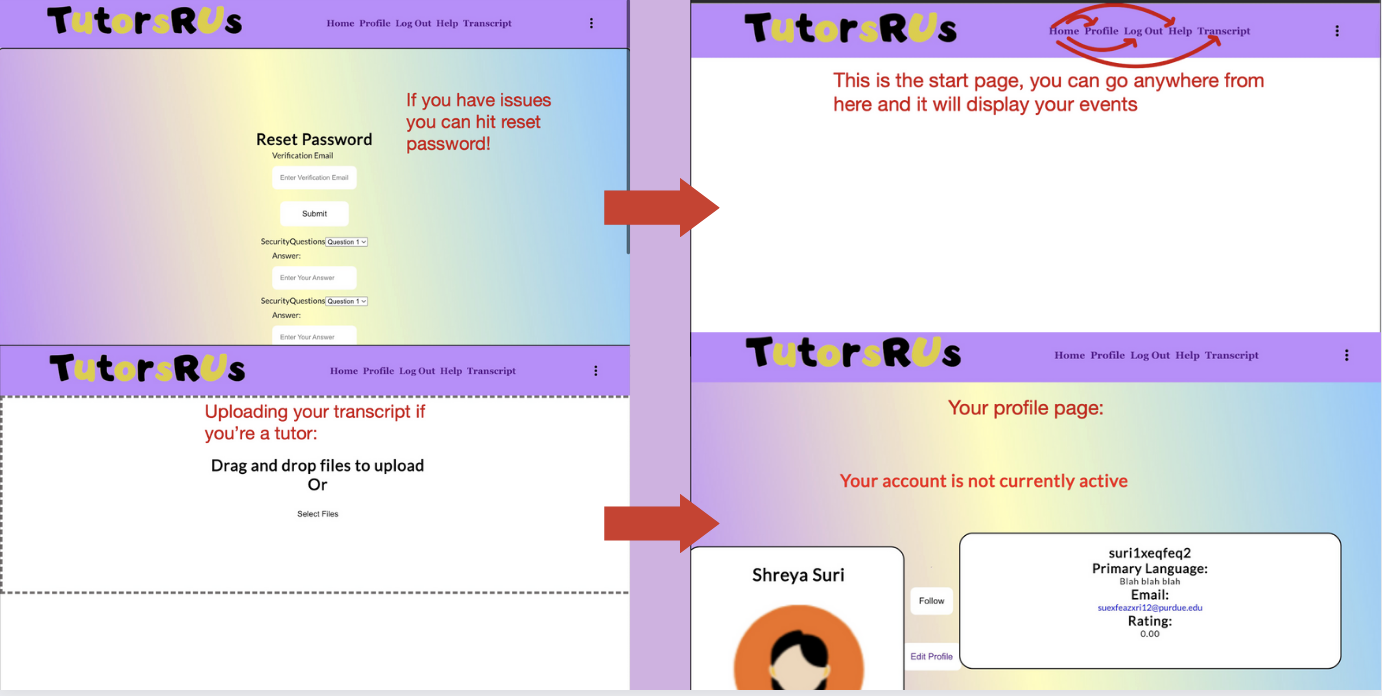 TutorsRUs
Home Profile Log Out Help Transcript
If you have issues
you can hit reset
password!
Reset Password
Verification Email
Enter Verification Email
Submit
SecurityQuestions Question 1
Answer:
Enter Your Answer
SecurityQuestions Question 1
Answer:
Enter Your Answer
TutorsRUs
Home Profile Log Out Help Transcript
This is the start page, you can go anywhere from
here and it will display your events
TutorsRUs
Home Profile Log Out Help Transcript
Uploading your transcript if
you're a tutor:
Drag and drop files to upload
Or
Select Files
TutorsRUs
Home Profile Log Out Help Transcript
Your profile page:
Your account is not currently active
Shreya Suri
Follow
Edit Profile
suri1xeqfeq2
Primary Language:
Blah blah blah
Email:
suexfeazxri12@purdue.edu
Rating:
0.00